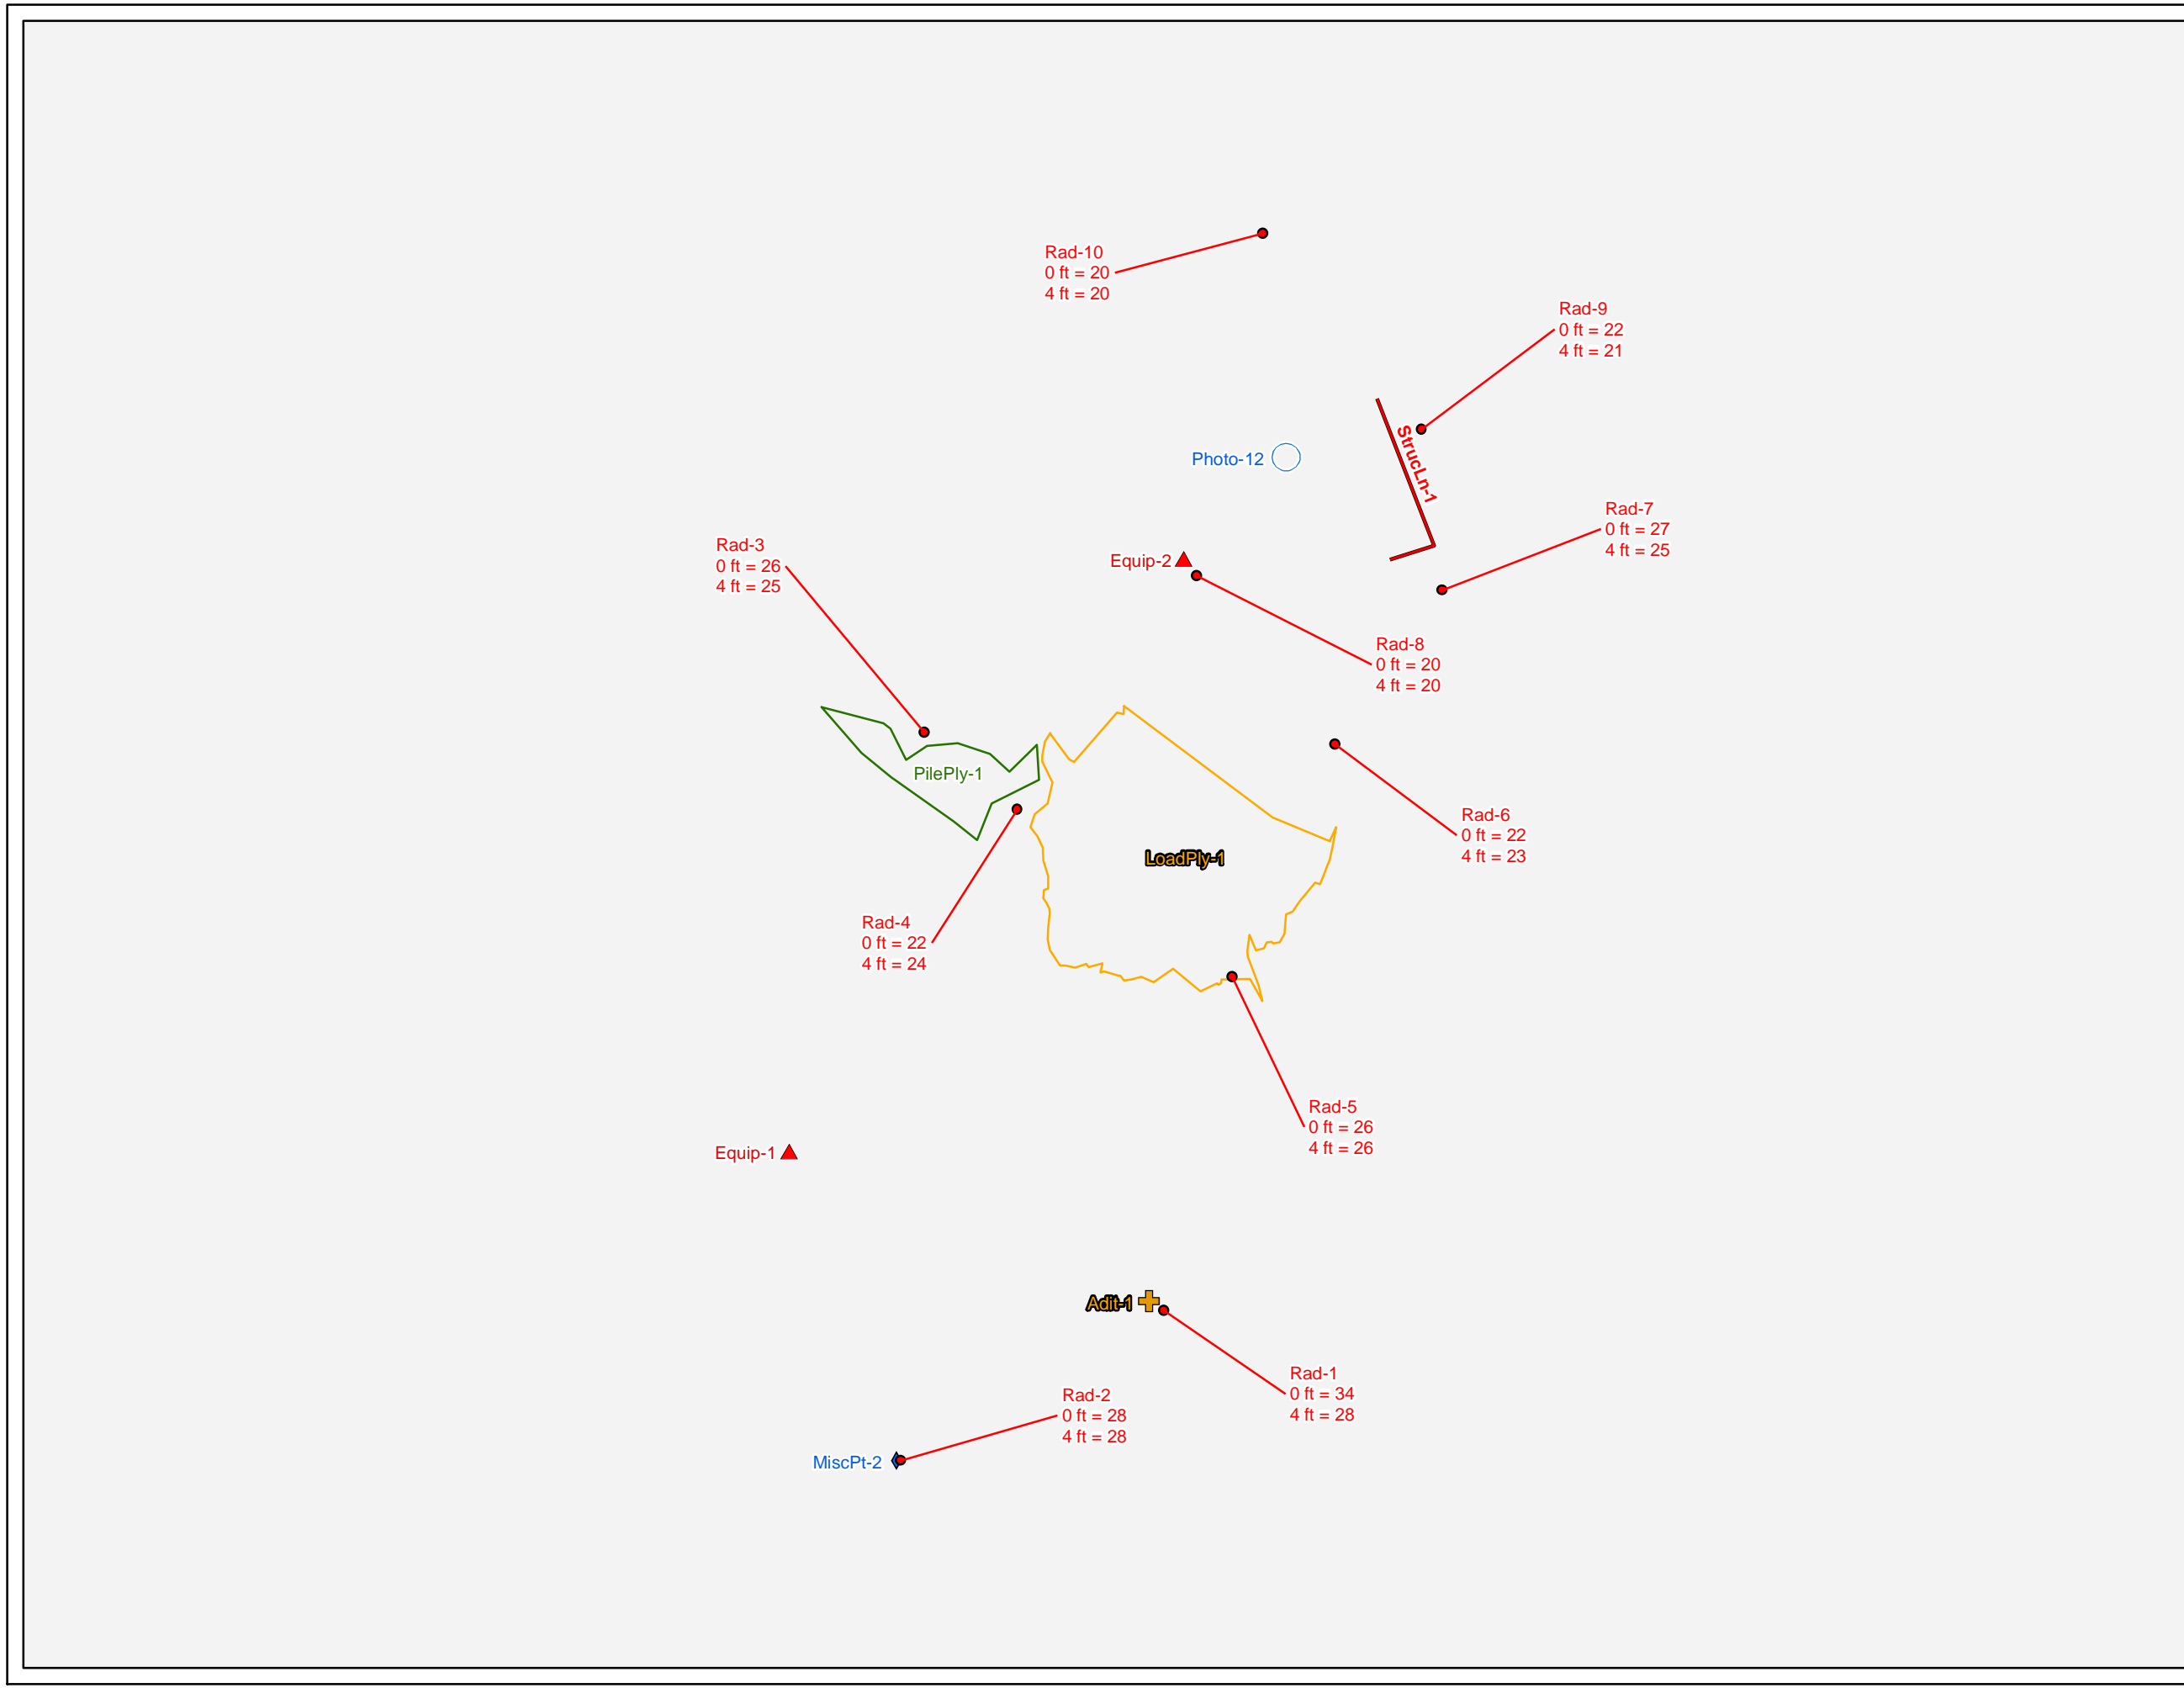 Rad-10
0 ft = 20
4 ft = 20
Rad-9
0 ft = 22
4 ft = 21
StrucLn-1
Photo-12
Rad-7
0 ft = 27
4 ft = 25
Rad-3
0 ft = 26
4 ft = 25
Equip-2
Rad-8
0 ft = 20
4 ft = 20
PilePly-1
Rad-6
0 ft = 22
4 ft = 23
LoadPly-1
Rad-4
0 ft = 22
4 ft = 24
Rad-5
0 ft = 26
4 ft = 26
Equip-1
Adit-1
Rad-1
0 ft = 34
4 ft = 28
Rad-2
0 ft = 28
4 ft = 28
MiscPt-2